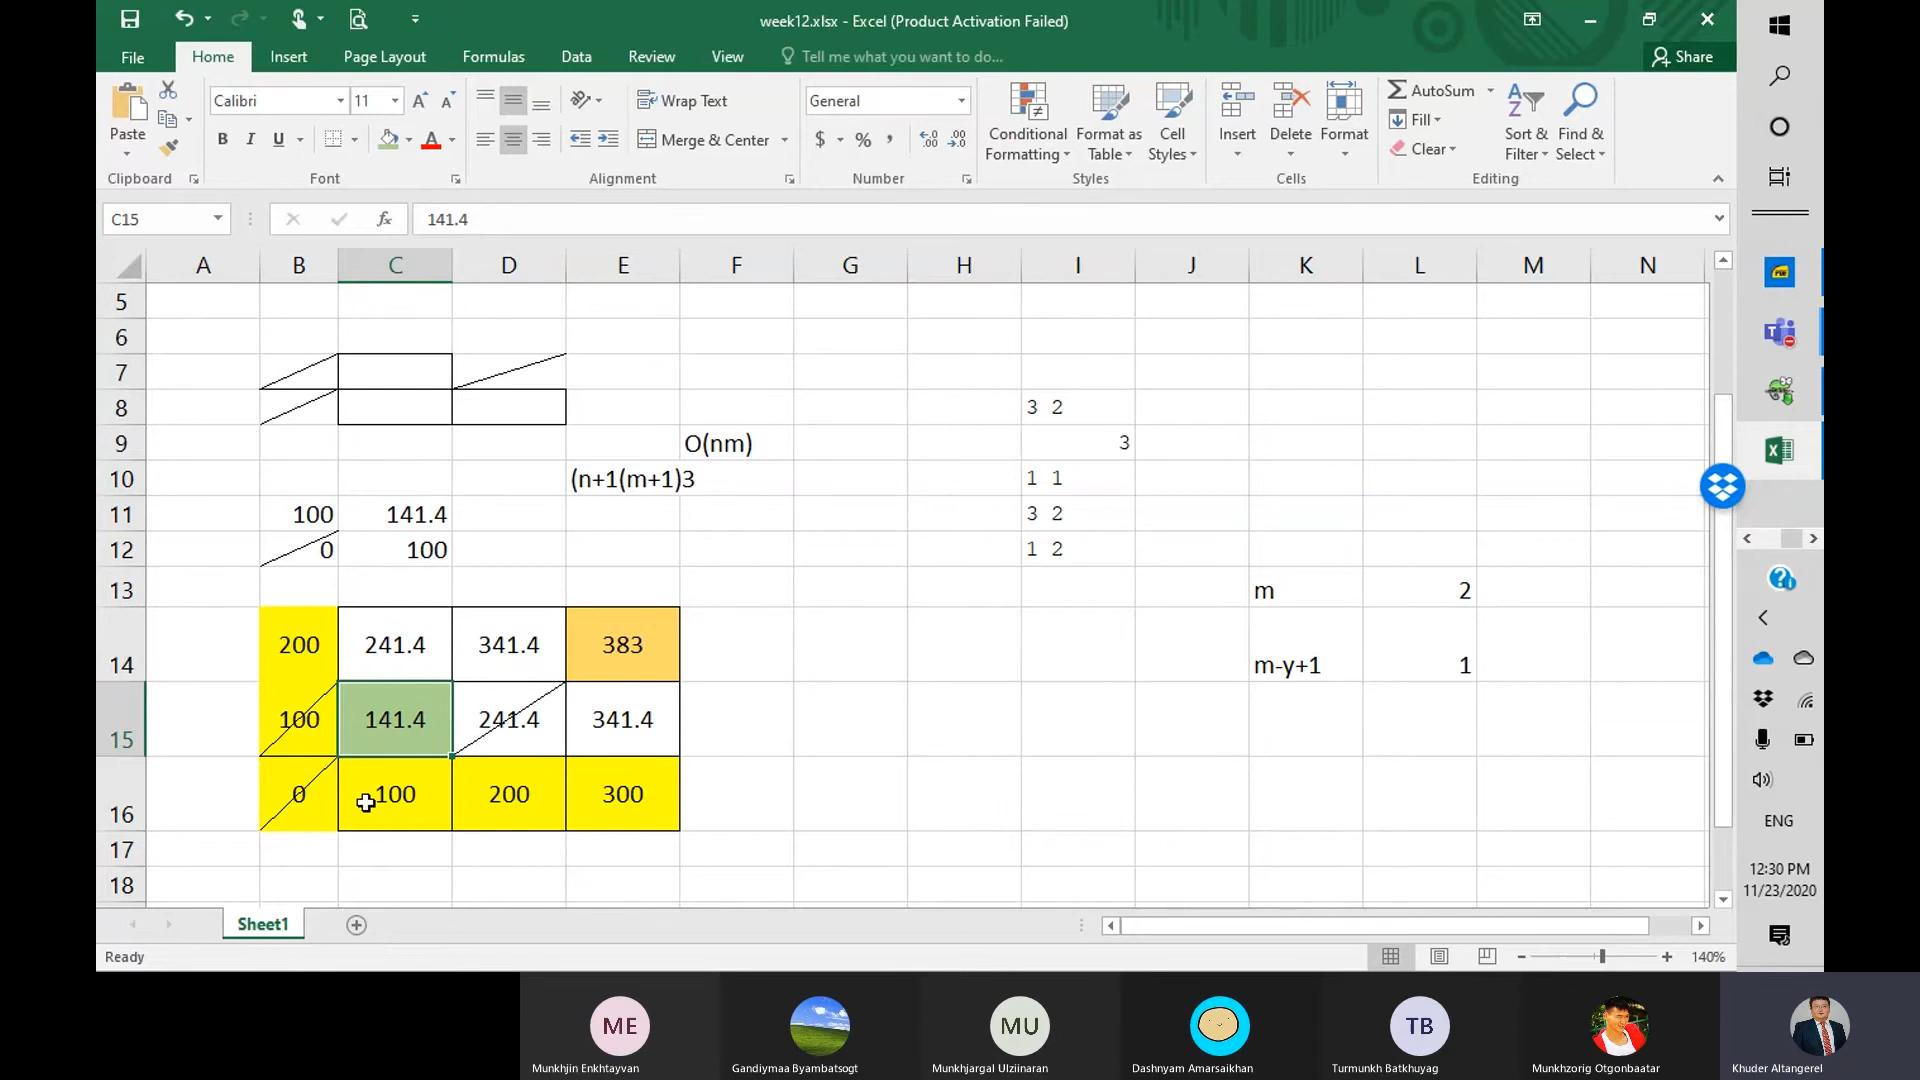 week12.xlsx - Excel (Product Activation Failed)
File Home Insert Page Layout Formulas Data Review View Tell me what you want to do... Share
Paste
Clipboard
Calibri 11
B I U
Font
Wrap Text
Merge & Center
Alignment
General
$ % ,
Number
Conditional Formatting
Format as Table
Cell Styles
Styles
Insert Delete Format
Cells
AutoSum
Fill
Clear
Sort & Filter
Find & Select
Editing
C15 fx 141.4
A B C D E F G H I J K L M N
5
6
7
8 3 2
9 O(nm) 3
10 (n+1(m+1)3 1 1
11 100 141.4 3 2
12 0 100 1 2
13 m 2
14 200 241.4 341.4 383 m-y+1 1
15 100 141.4 241.4 341.4
16 0 100 200 300
17
18
Sheet1
Ready
140%
ENG
12:30 PM
11/23/2020
ME MU TB
Munkhjin Enkhtayvan
Gandiymaa Byambatsogt
Munkhjargal Ulziinaran
Dashnyam Amarsaikhan
Turmunkh Batkhuyag
Munkhzorig Otgonbaatar
Khuder Altangerel